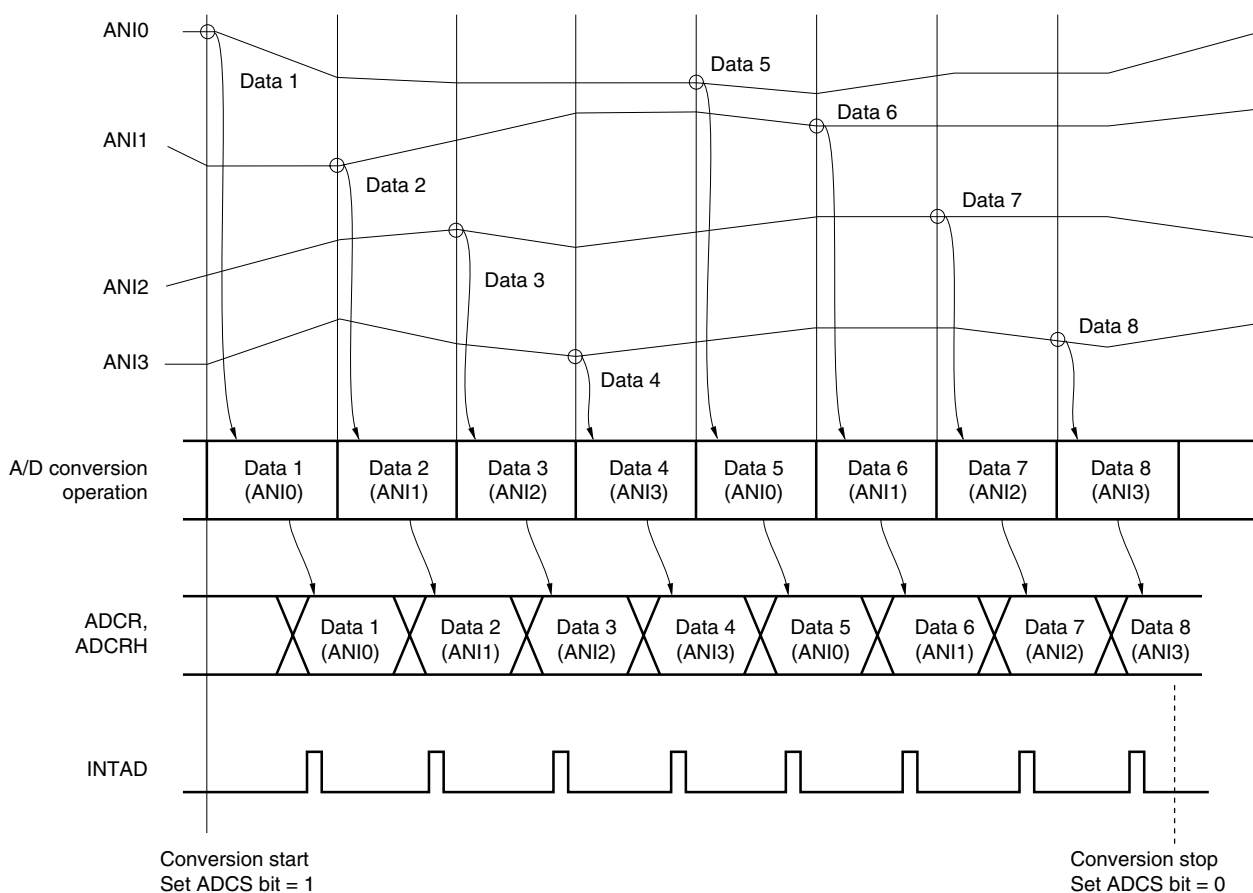 ANI0
Data 1
Data 5
ANI1
Data 6
Data 2
Data 7
ANI2
Data 3
Data 8
ANI3
Data 4
A/D conversion
operation
Data 1
(ANI0)
Data 2
(ANI1)
Data 3
(ANI2)
Data 4
(ANI3)
Data 5
(ANI0)
Data 6
(ANI1)
Data 7
(ANI2)
Data 8
(ANI3)
ADCR,
ADCRH
Data 1
(ANI0)
Data 2
(ANI1)
Data 3
(ANI2)
Data 4
(ANI3)
Data 5
(ANI0)
Data 6
(ANI1)
Data 7
(ANI2)
Data 8
(ANI3)
INTAD
Conversion start
Set ADCS bit = 1
Conversion stop
Set ADCS bit = 0